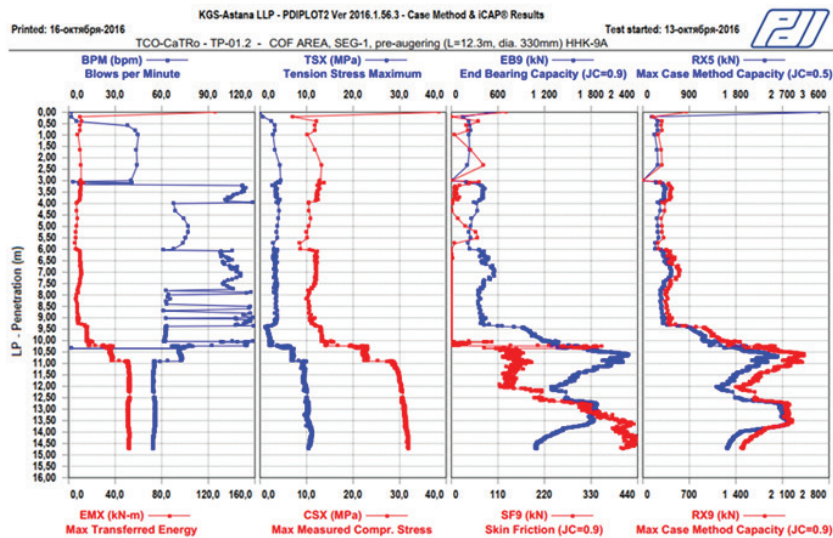 KGS-Astana LLP - PDIPLOT2 Ver 2016.1.56.3 - Case Method & iCAP® Results
Printed: 16-октября-2016
Test started: 13-октября-2016
TCO-CaTRo - TP-01.2 - COF AREA, SEG-1, pre-augering (L=12.3m, dia. 330mm) HHK-9A
BPM (bpm)
Blows per Minute
TSX (MPa)
Tension Stress Maximum
EB9 (kN)
End Bearing Capacity (JC=0.9)
RX5 (kN)
Max Case Method Capacity (JC=0.5)
0,0 40,0 80,0 120,0 160,0
0,0 10,0 20,0 30,0 40,0
0 600 1 200 1 800 2 400
0 900 1 800 2 700 3 600
0,00
0,50
1,00
1,50
2,00
2,50
3,00
3,50
4,00
4,50
5,00
5,50
6,00
6,50
7,00
7,50
8,00
8,50
9,00
9,50
10,00
10,50
11,00
11,50
12,00
12,50
13,00
13,50
14,00
14,50
15,00
15,50
16,00
LP - Penetration (m)
0,0 30,0 60,0 90,0 120,0
0,0 10,0 20,0 30,0 40,0
0 110 220 330 440
0 700 1 400 2 100 2 800
EMX (kN-m)
Max Transferred Energy
CSX (MPa)
Max Measured Compr. Stress
SF9 (kN)
Skin Friction (JC=0.9)
RX9 (kN)
Max Case Method Capacity (JC=0.9)